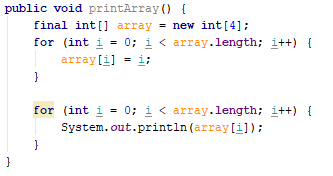 public void printArray() {
    final int[] array = new int[4];
    for (int i = 0; i < array.length; i++) {
        array[i] = i;
    }

    for (int i = 0; i < array.length; i++) {
        System.out.println(array[i]);
    }
}